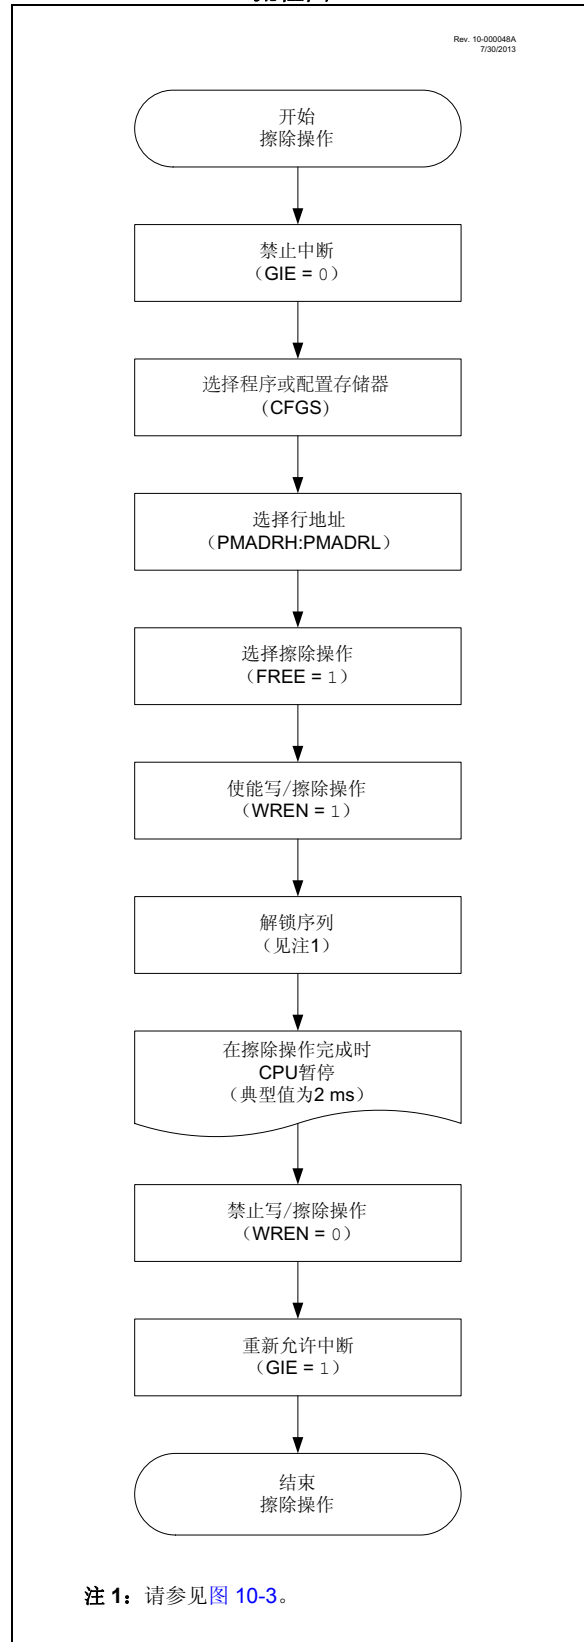 Rev. 10-000048A
7/30/2013
开始
擦除操作
禁止中断
（GIE = 0）
选择程序或配置存储器
（CFGS）
选择行地址
（PMADRH:PMADRL）
选择擦除操作
（FREE = 1）
使能写/擦除操作
（WREN = 1）
解锁序列
（见注1）
在擦除操作完成时
CPU暂停
（典型值为2 ms）
禁止写/擦除操作
（WREN = 0）
重新允许中断
（GIE = 1）
结束
擦除操作
注 1：请参见图 10-3。